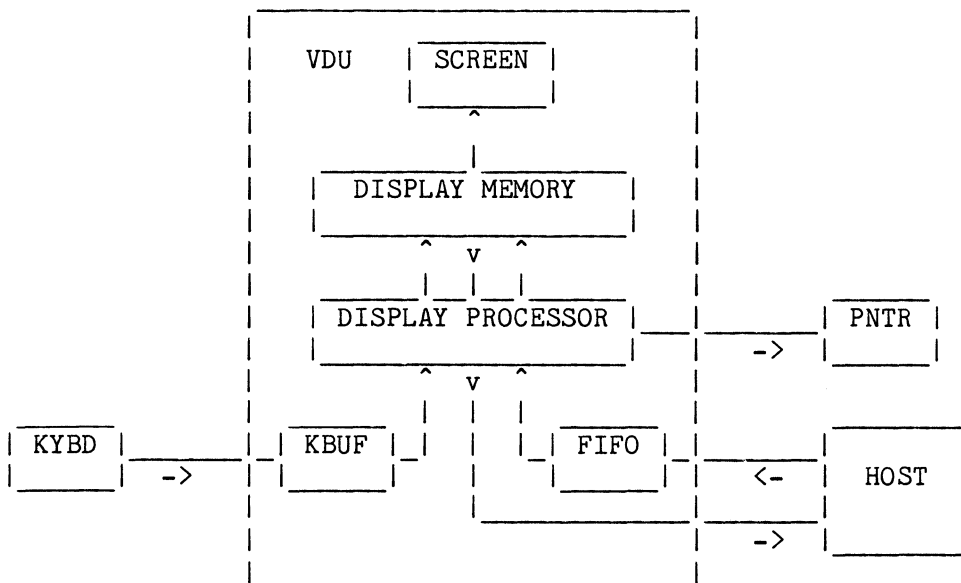 VDU SCREEN
DISPLAY MEMORY
DISPLAY PROCESSOR PNTR
KYBD KBUF FIFO
HOST